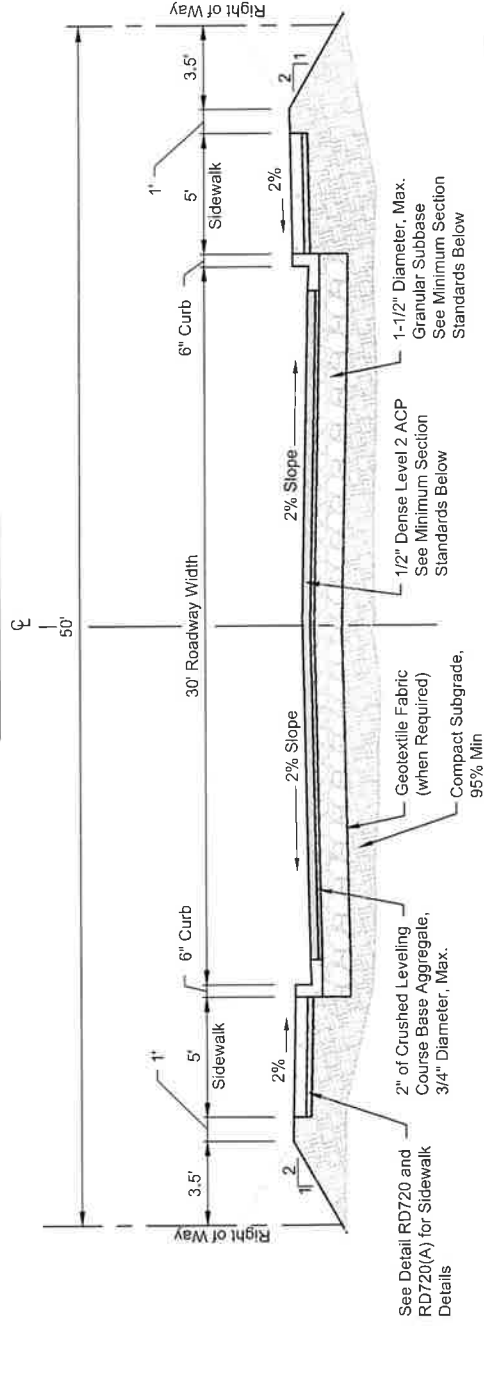 ℄
50'
Right of Way
3.5'
1'
5'
Sidewalk
6" Curb
30' Roadway Width
6" Curb
5'
Sidewalk
1'
3.5'
Right of Way
2
1
2%
2% Slope
2% Slope
2%
2
1
See Detail RD720 and
RD720(A) for Sidewalk
Details
2" of Crushed Leveling
Course Base Aggregate,
3/4" Diameter, Max.
Geotextile Fabric
(when Required)
Compact Subgrade,
95% Min
1/2" Dense Level 2 ACP
See Minimum Section
Standards Below
1-1/2" Diameter, Max.
Granular Subbase
See Minimum Section
Standards Below